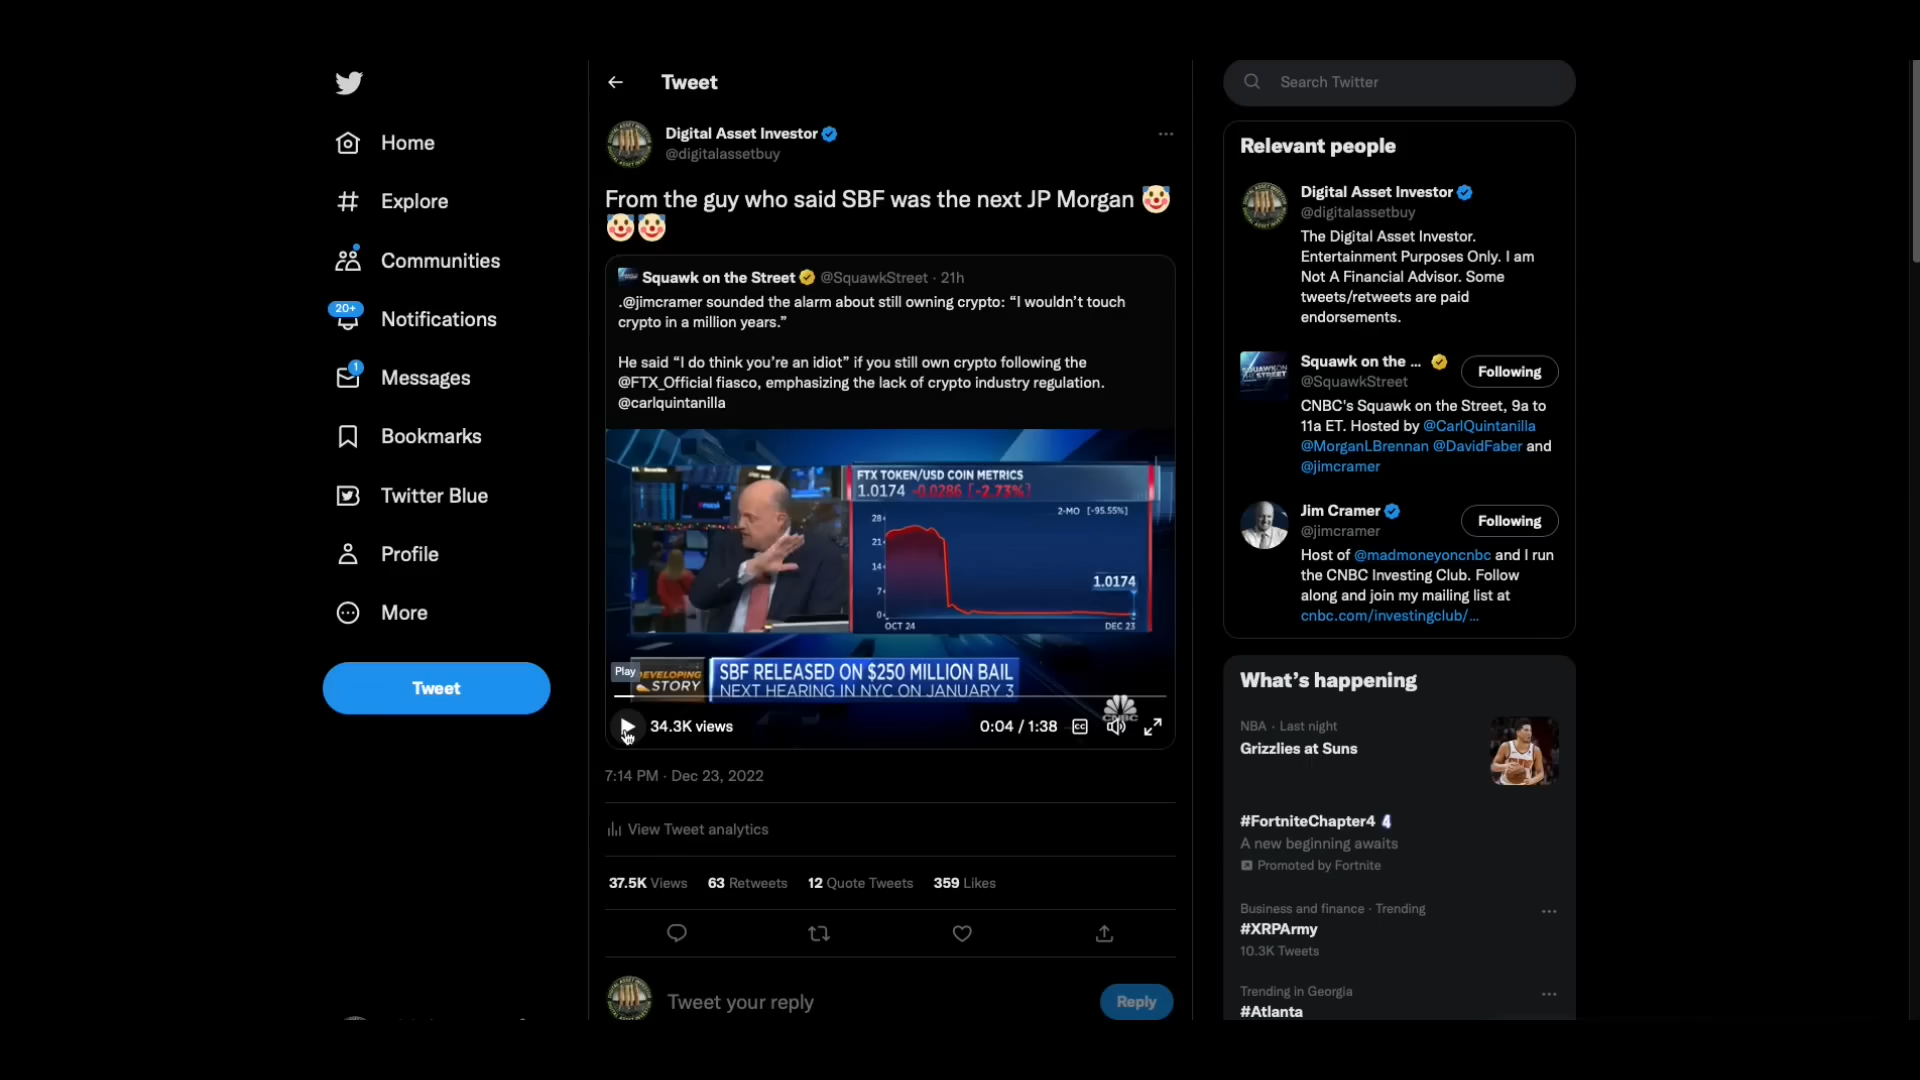 Home
Explore
Communities
20+
Notifications
1
Messages
Bookmarks
Twitter Blue
Profile
More
Tweet
Tweet
Digital Asset Investor
@digitalassetbuy
From the guy who said SBF was the next JP Morgan 🤡
🤡🤡
Squawk on the Street @SquawkStreet · 21h
.@jimcramer sounded the alarm about still owning crypto: “I wouldn’t touch
crypto in a million years.”
He said “I do think you’re an idiot” if you still own crypto following the
@FTX_Official fiasco, emphasizing the lack of crypto industry regulation.
@carlquintanilla
FTX TOKEN/USD COIN METRICS
1.0174 -0.0286 [-2.73%]
2-MO [-95.55%]
28
21
14
7
0
1.0174
OCT 24
DEC 23
Play
DEVELOPING
STORY
SBF RELEASED ON $250 MILLION BAIL
NEXT HEARING IN NYC ON JANUARY 3
CNBC
34.3K views
0:04 / 1:38
CC
7:14 PM · Dec 23, 2022
View Tweet analytics
37.5K Views 63 Retweets 12 Quote Tweets 359 Likes
Tweet your reply
Reply
Search Twitter
Relevant people
Digital Asset Investor
@digitalassetbuy
The Digital Asset Investor.
Entertainment Purposes Only. I am
Not A Financial Advisor. Some
tweets/retweets are paid
endorsements.
Squawk on the ...
@SquawkStreet
Following
CNBC's Squawk on the Street, 9a to
11a ET. Hosted by @CarlQuintanilla
@MorganLBrennan @DavidFaber and
@jimcramer
Jim Cramer
@jimcramer
Following
Host of @madmoneyoncnbc and I run
the CNBC Investing Club. Follow
along and join my mailing list at
cnbc.com/investingclub/...
What’s happening
NBA · Last night
Grizzlies at Suns
#FortniteChapter4
A new beginning awaits
Promoted by Fortnite
Business and finance · Trending
#XRPArmy
10.3K Tweets
Trending in Georgia
#Atlanta